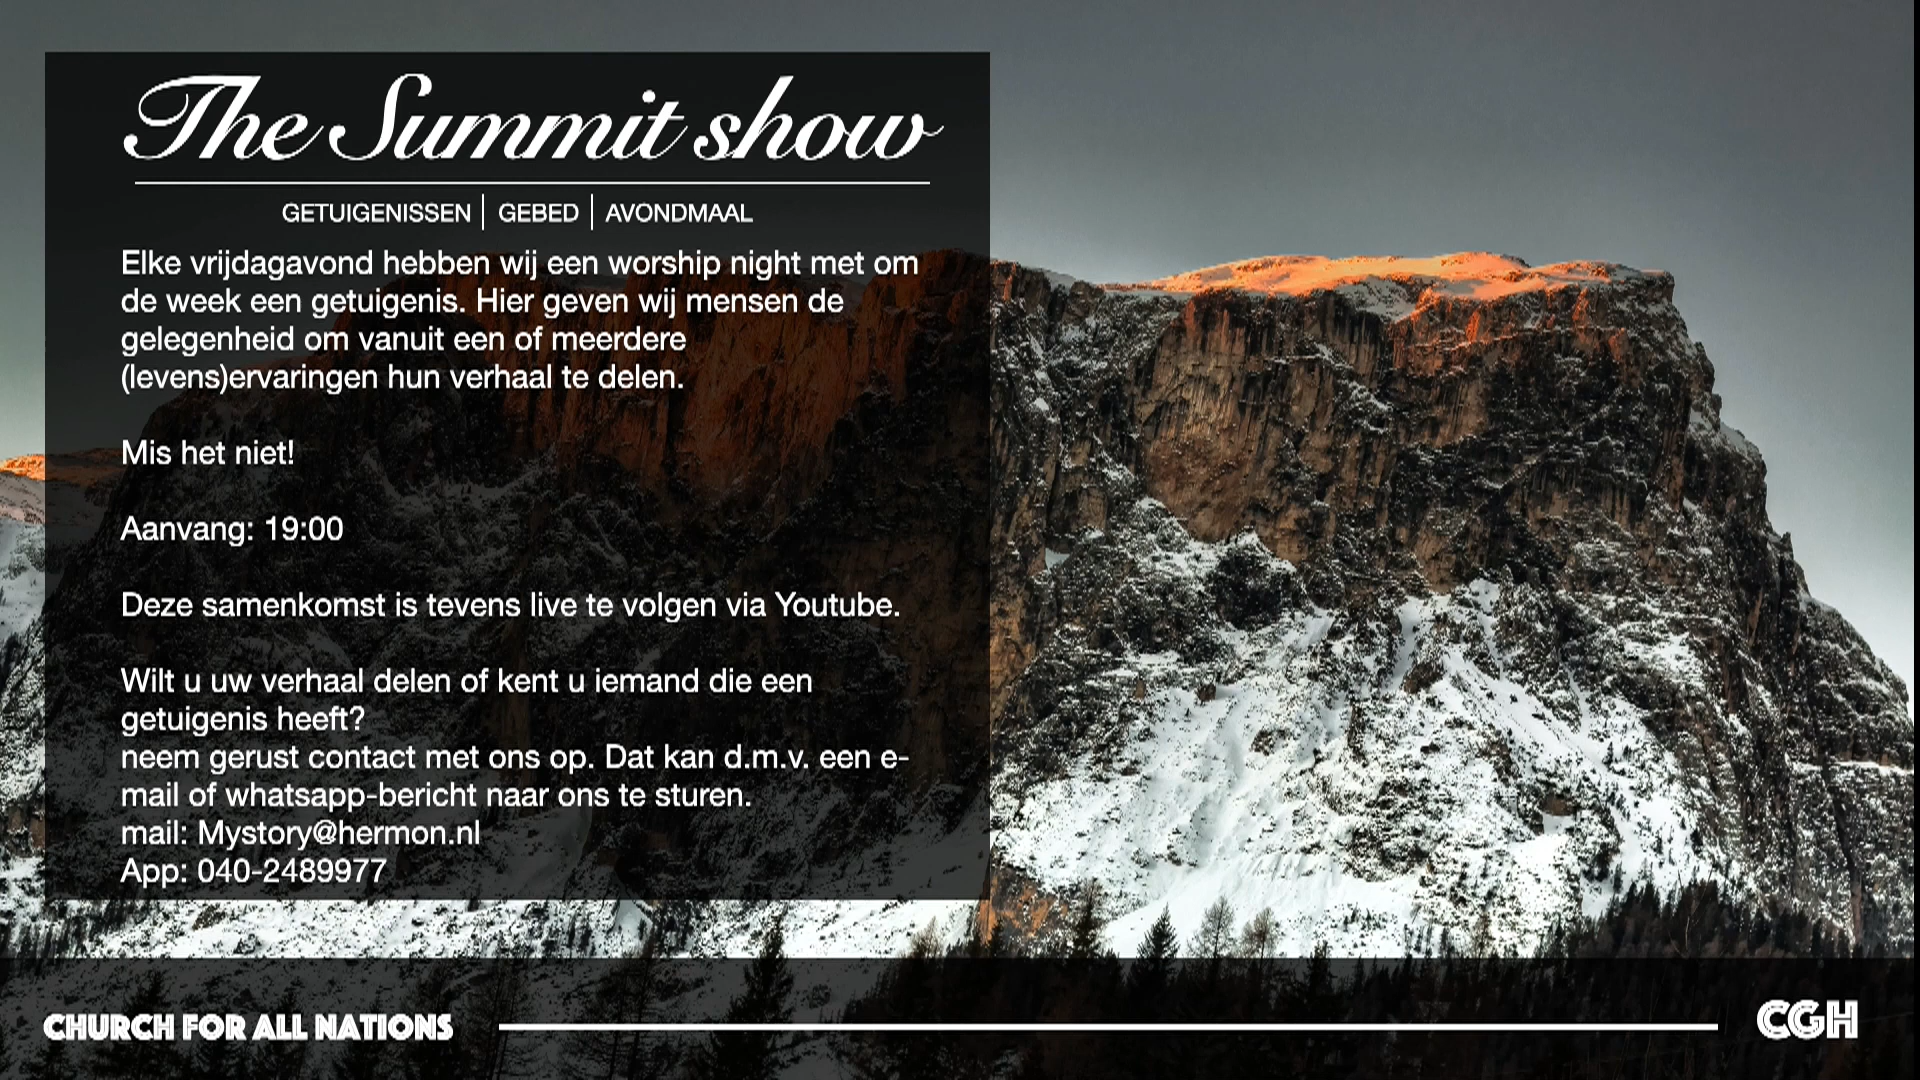 The Summit show
GETUIGENISSEN | GEBED | AVONDMAAL
Elke vrijdagavond hebben wij een worship night met om
de week een getuigenis. Hier geven wij mensen de
gelegenheid om vanuit een of meerdere
(levens)ervaringen hun verhaal te delen.
Mis het niet!
Aanvang: 19:00
Deze samenkomst is tevens live te volgen via Youtube.
Wilt u uw verhaal delen of kent u iemand die een
getuigenis heeft?
neem gerust contact met ons op. Dat kan d.m.v. een e-
mail of whatsapp-bericht naar ons te sturen.
mail: Mystory@hermon.nl
App: 040-2489977
CHURCH FOR ALL NATIONS
CGH